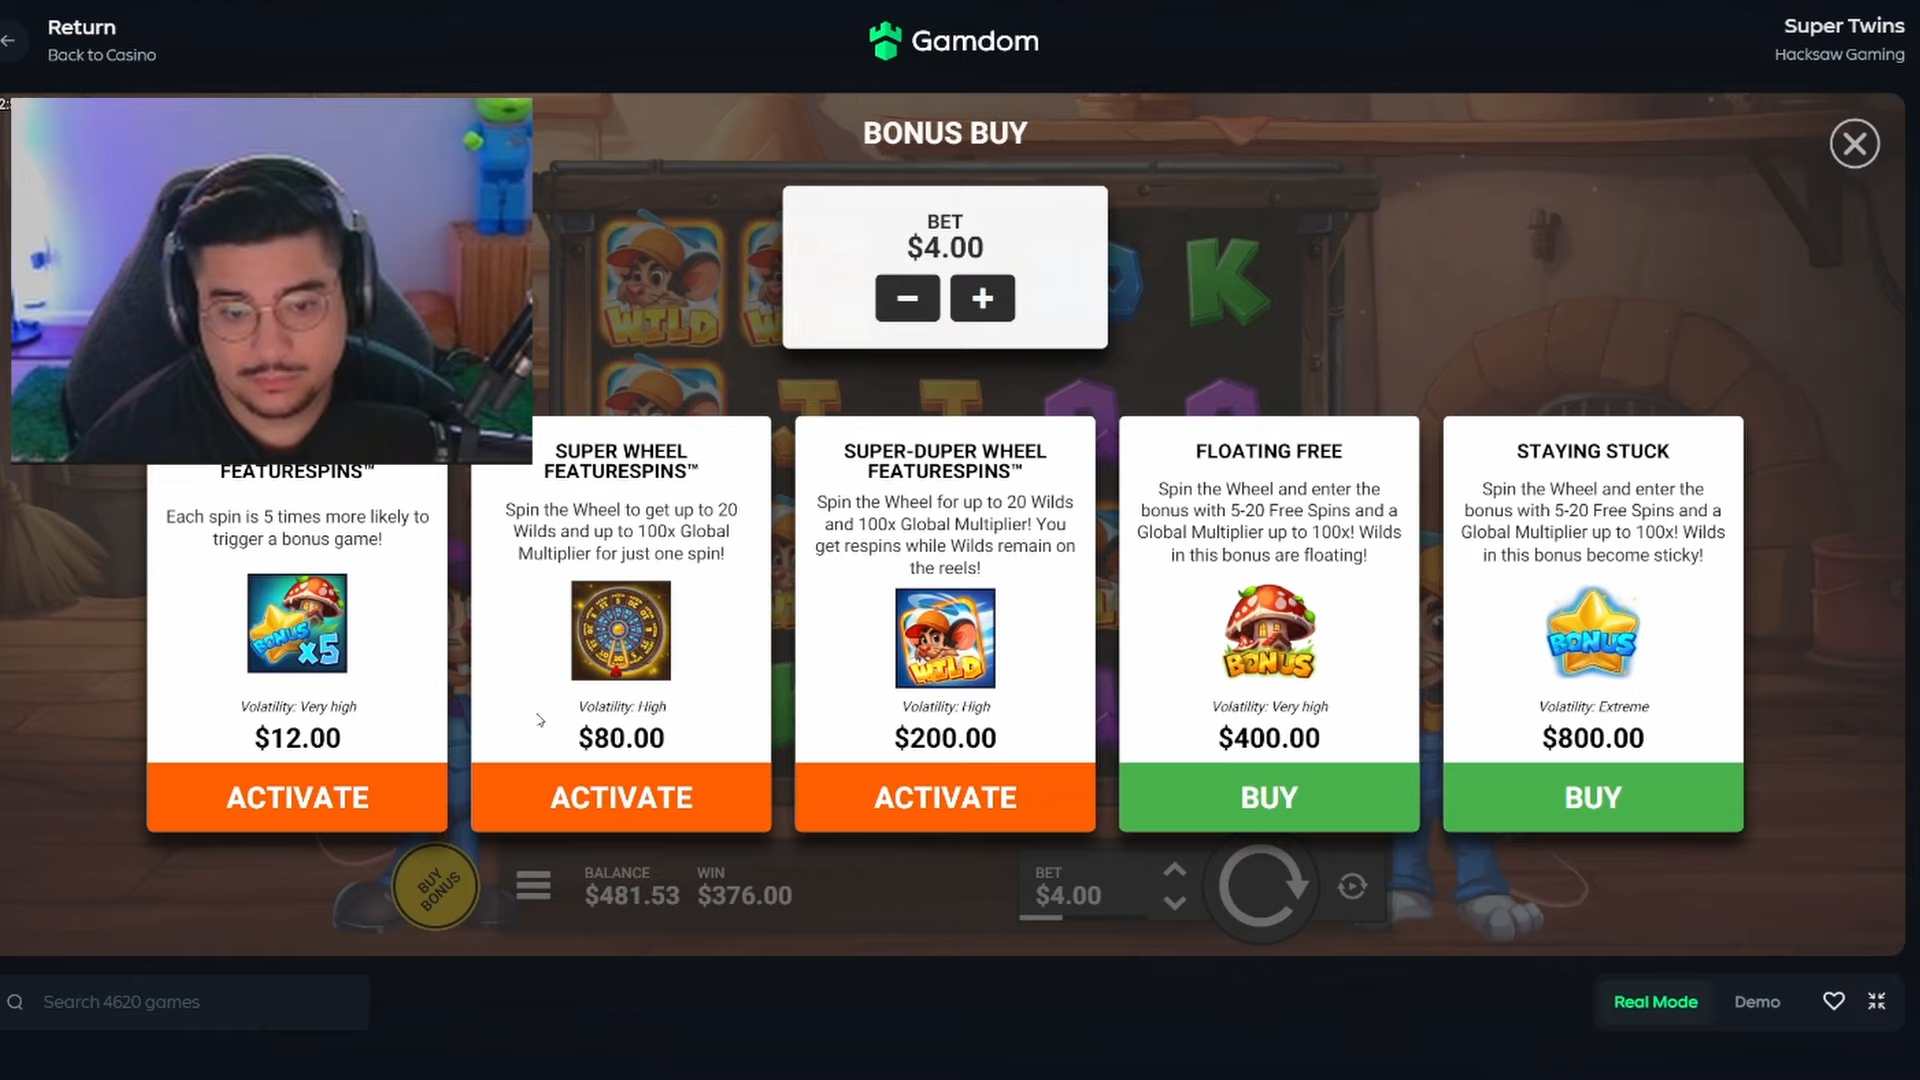 Return
Back to Casino
Gamdom
Super Twins
Hacksaw Gaming
BONUS BUY
BET
$4.00
FEATURESPINS™
Each spin is 5 times more likely to
trigger a bonus game!
BONUS x5
Volatility: Very high
$12.00
ACTIVATE
SUPER WHEEL
FEATURESPINS™
Spin the Wheel to get up to 20
Wilds and up to 100x Global
Multiplier for just one spin!
Volatility: High
$80.00
ACTIVATE
SUPER-DUPER WHEEL
FEATURESPINS™
Spin the Wheel for up to 20 Wilds
and 100x Global Multiplier! You
get respins while Wilds remain on
the reels!
WILD
Volatility: High
$200.00
ACTIVATE
FLOATING FREE
Spin the Wheel and enter the
bonus with 5-20 Free Spins and a
Global Multiplier up to 100x! Wilds
in this bonus are floating!
BONUS
Volatility: Very high
$400.00
BUY
STAYING STUCK
Spin the Wheel and enter the
bonus with 5-20 Free Spins and a
Global Multiplier up to 100x! Wilds
in this bonus become sticky!
BONUS
Volatility: Extreme
$800.00
BUY
WILD
K
BUY
BONUS
BALANCE
$481.53
WIN
$376.00
BET
$4.00
Search 4620 games
Real Mode
Demo